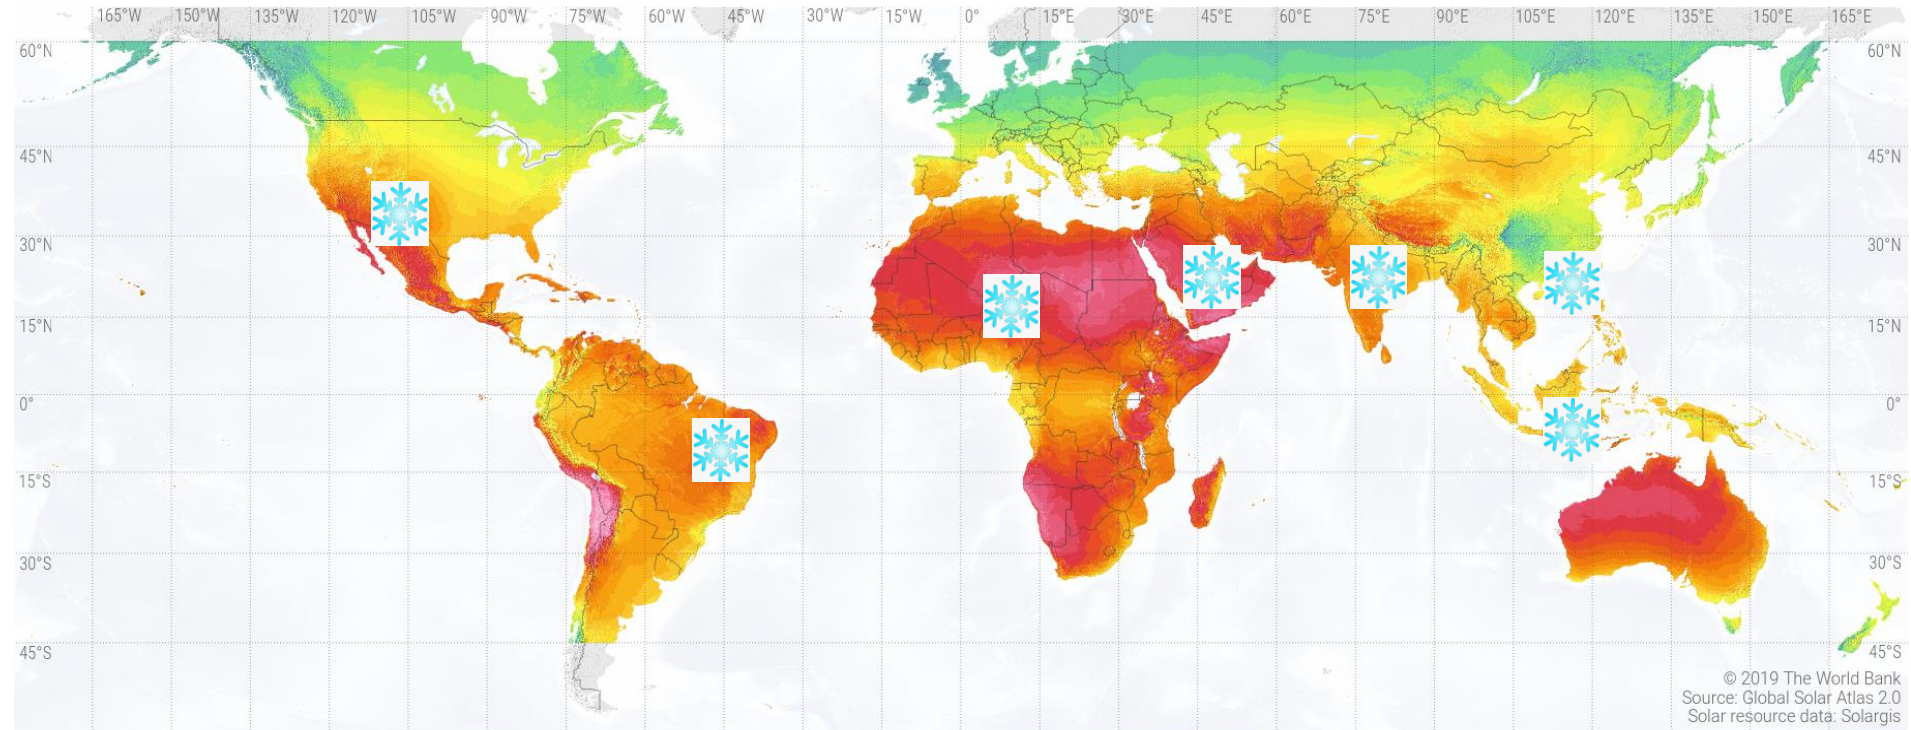 165°W 150°W 135°W 120°W 105°W 90°W 75°W 60°W 45°W 30°W 15°W 0° 15°E 30°E 45°E 60°E 75°E 90°E 105°E 120°E 135°E 150°E 165°E
60°N 60°N
45°N 45°N
30°N 30°N
15°N 15°N
0° 0°
15°S 15°S
30°S 30°S
45°S 45°S
© 2019 The World Bank
Source: Global Solar Atlas 2.0
Solar resource data: Solargis